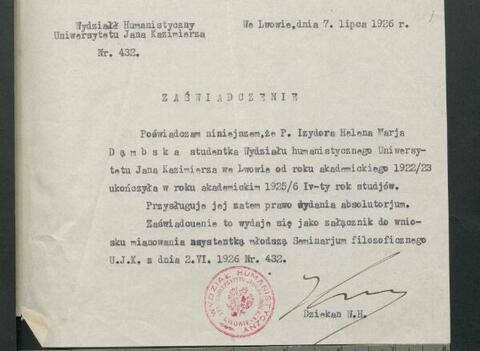 Wydziałł Humanistyczny
Uniwersytetu Jana Kazimierza
Nr. 432.
We Lwowie,dnia 7. lipca 1926 r.
ZAŚWIADCZENIE
Poświadczam niniejszem,że P. Izydora Helena Marja
Dąmbska studentka Wydziału humanistycznego Uniwersy-
tetu Jana Kazimierza we Lwowie od roku akademickiego 1922/23
ukończyła w roku akademickim 1925/6 IV-ty rok studjów.
Przysługuje jej zatem prawo wydania absolutorjum.
Zaświadcuenie to wydaje się jako załącznik do wnio-
sku mianowania asystentką młodszą Seminarjum filozoficznego
U.J.K. z dnia 2.VI. 1926 Nr. 432.
WYDZIAŁ HUMANISTYCZNY
Dziekan W.H.